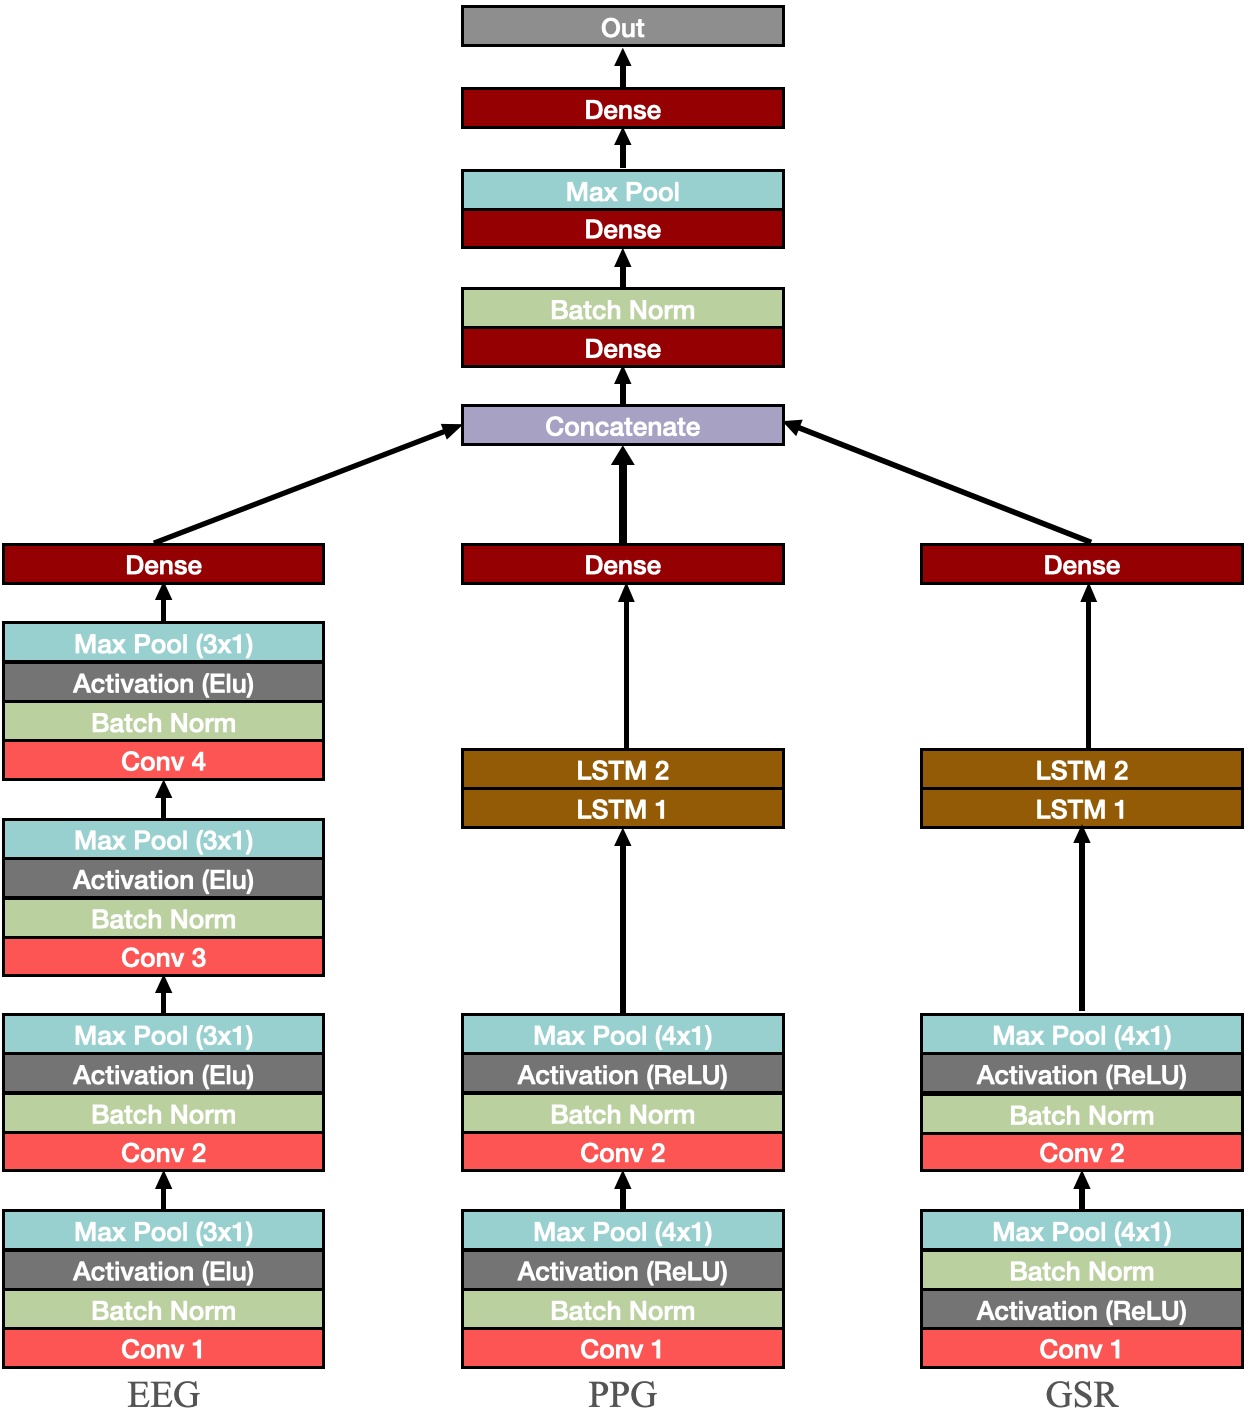 Out
Dense
Max Pool
Dense
Batch Norm
Dense
Concatenate
Dense
Max Pool (3x1)
Activation (Elu)
Batch Norm
Conv 4
Max Pool (3x1)
Activation (Elu)
Batch Norm
Conv 3
Max Pool (3x1)
Activation (Elu)
Batch Norm
Conv 2
Max Pool (3x1)
Activation (Elu)
Batch Norm
Conv 1
EEG
Dense
LSTM 2
LSTM 1
Max Pool (4x1)
Activation (ReLU)
Batch Norm
Conv 2
Max Pool (4x1)
Activation (ReLU)
Batch Norm
Conv 1
PPG
Dense
LSTM 2
LSTM 1
Max Pool (4x1)
Activation (ReLU)
Batch Norm
Conv 2
Max Pool (4x1)
Batch Norm
Activation (ReLU)
Conv 1
GSR